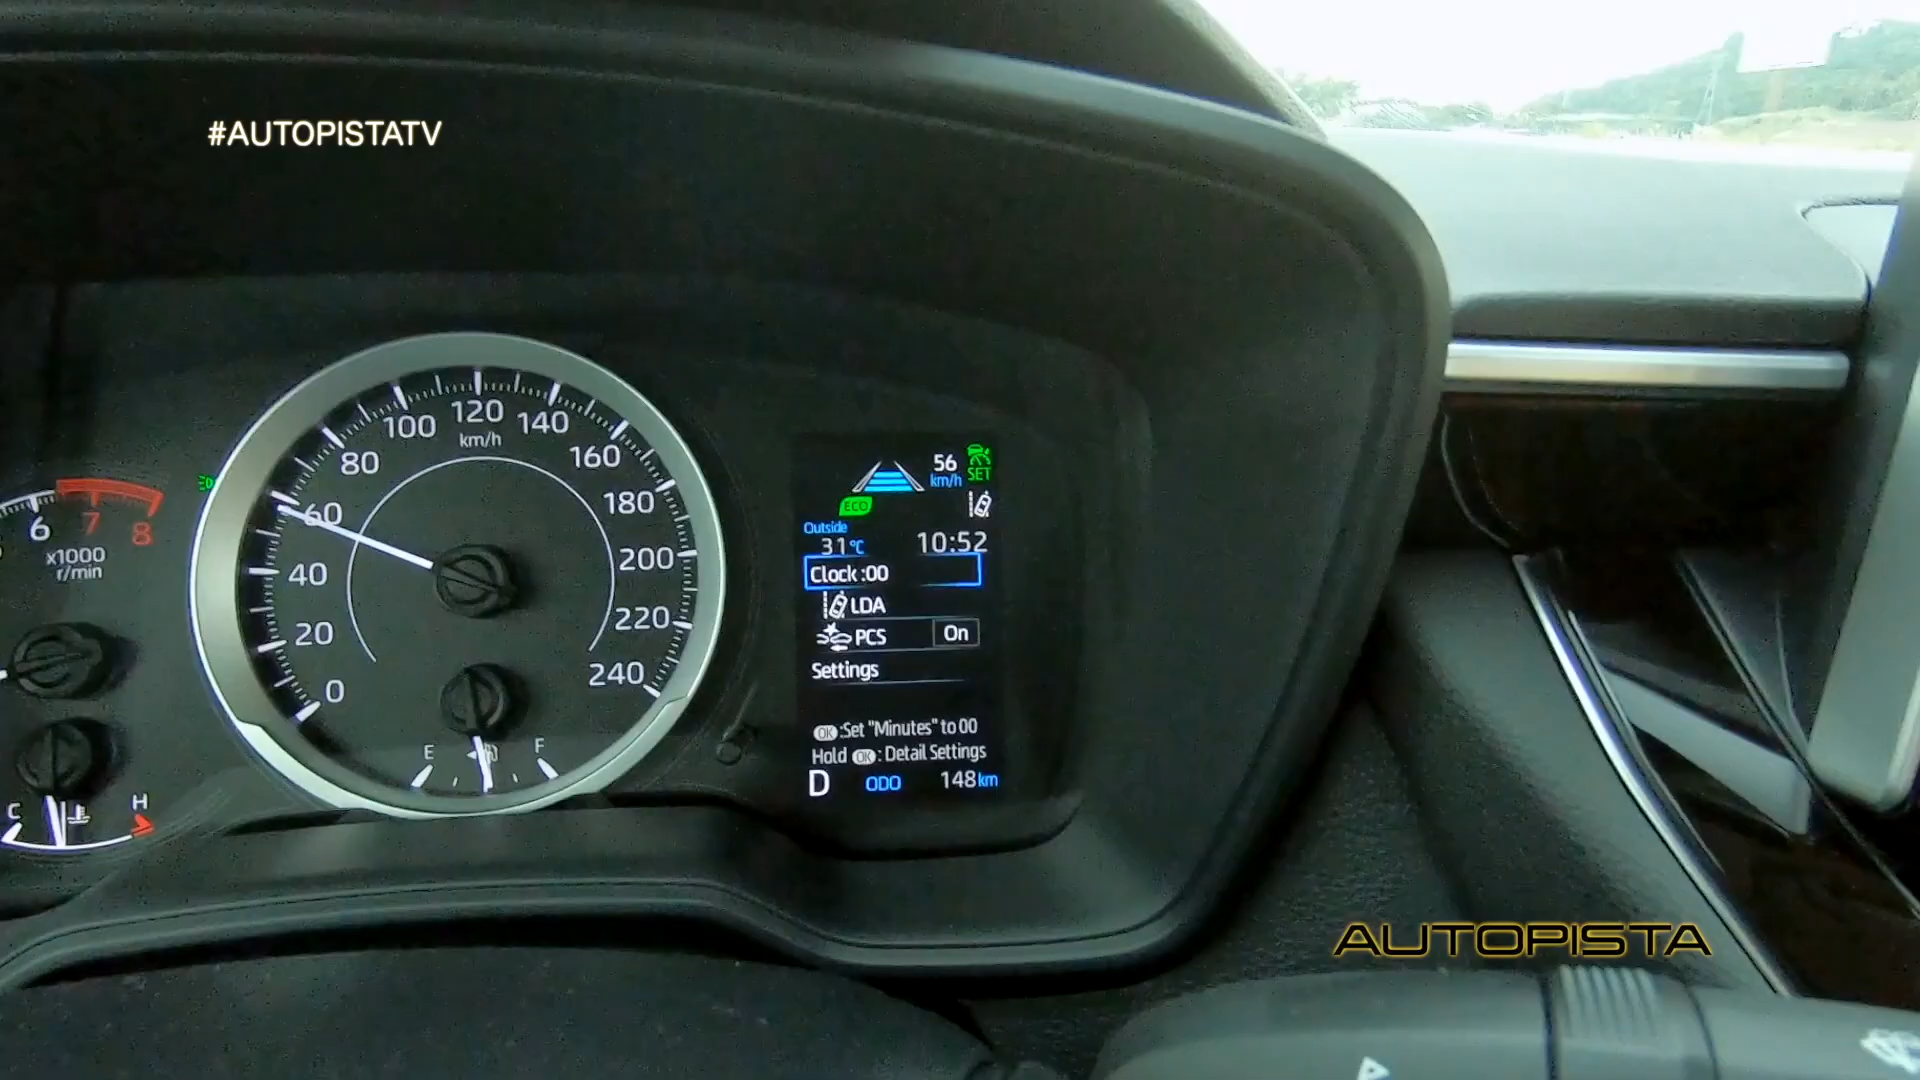 #AUTOPISTATV
6 7 8
x1000
r/min
C H
0 20 40 60 80 100 120 140 160 180 200 220 240
km/h
E F
56
km/h
SET
ECO
Outside
31°C 10:52
Clock :00
LDA
PCS On
Settings
OK :Set "Minutes" to 00
Hold OK : Detail Settings
D ODO 148km
AUTOPISTA